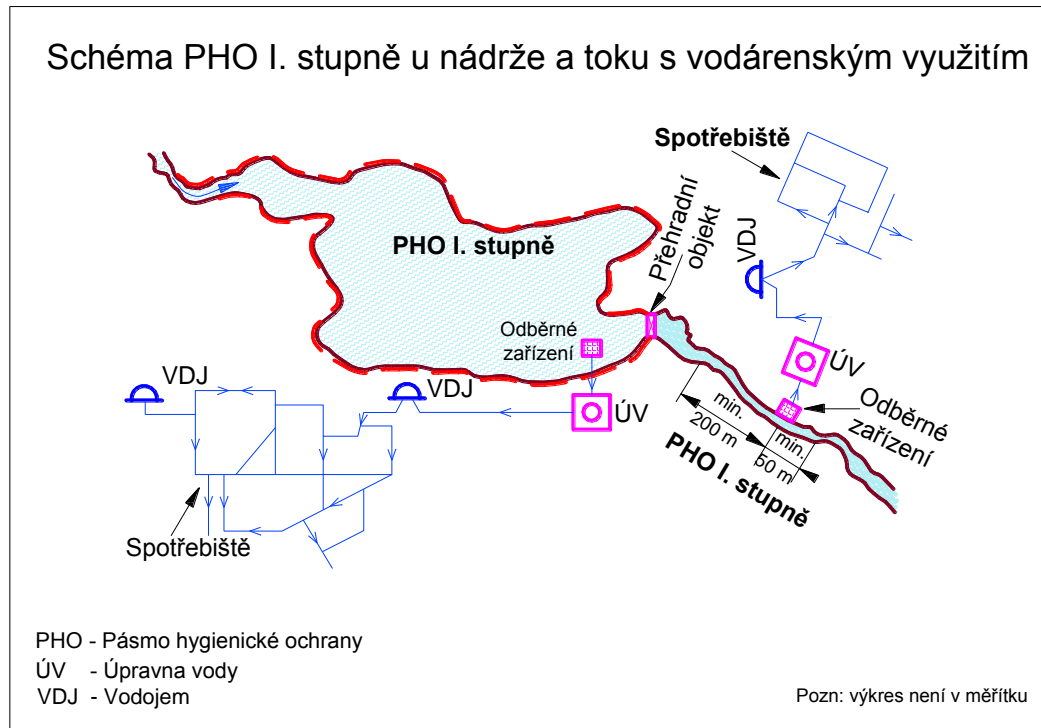 Schéma PHO I. stupně u nádrže a toku s vodárenským využitím
Spotřebiště
PHO I. stupně
Přehradní
objekt
VDJ
Odběrné
zařízení
ÚV
VDJ
VDJ
ÚV
Odběrné
zařízení
min.
200 m
min.
50 m
PHO I. stupně
Spotřebiště
PHO - Pásmo hygienické ochrany
ÚV - Úpravna vody
VDJ - Vodojem
Pozn: výkres není v měřítku